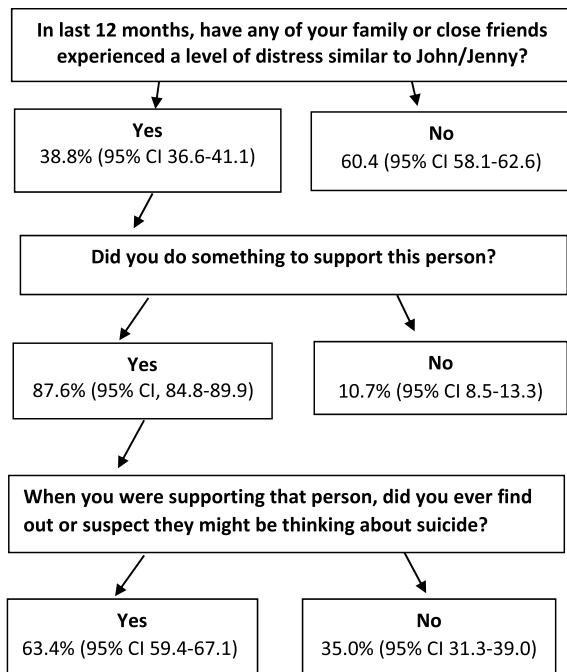 In last 12 months, have any of your family or close friends
experienced a level of distress similar to John/Jenny?
Yes
38.8% (95% CI 36.6-41.1)
No
60.4 (95% CI 58.1-62.6)
Did you do something to support this person?
Yes
87.6% (95% CI, 84.8-89.9)
No
10.7% (95% CI 8.5-13.3)
When you were supporting that person, did you ever find
out or suspect they might be thinking about suicide?
Yes
63.4% (95% CI 59.4-67.1)
No
35.0% (95% CI 31.3-39.0)